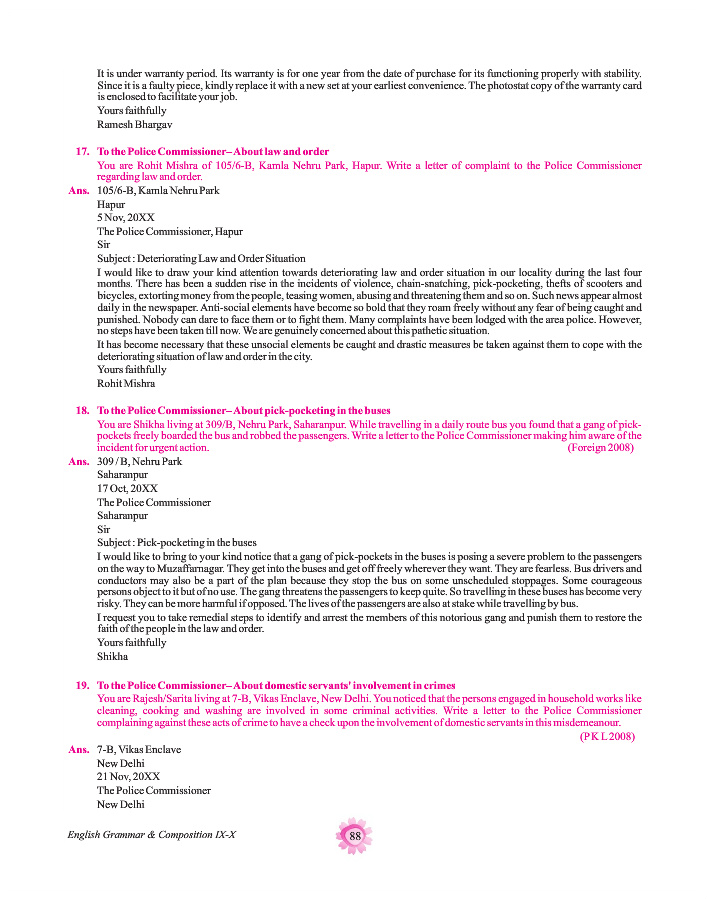 It is under warranty period. Its warranty is for one year from the date of purchase for its functioning properly with stability.
Since it is a faulty piece, kindly replace it with a new set at your earliest convenience. The photostat copy of the warranty card
is enclosed to facilitate your job.
Yours faithfully
Ramesh Bhargav
17. To the Police Commissioner–About law and order
You are Rohit Mishra of 105/6-B, Kamla Nehru Park, Hapur. Write a letter of complaint to the Police Commissioner
regarding law and order.
Ans. 105/6-B, Kamla Nehru Park
Hapur
5 Nov, 20XX
The Police Commissioner, Hapur
Sir
Subject : Deteriorating Law and Order Situation
I would like to draw your kind attention towards deteriorating law and order situation in our locality during the last four
months. There has been a sudden rise in the incidents of violence, chain-snatching, pick-pocketing, thefts of scooters and
bicycles, extorting money from the people, teasing women, abusing and threatening them and so on. Such news appear almost
daily in the newspaper. Anti-social elements have become so bold that they roam freely without any fear of being caught and
punished. Nobody can dare to face them or to fight them. Many complaints have been lodged with the area police. However,
no steps have been taken till now. We are genuinely concerned about this pathetic situation.
It has become necessary that these unsocial elements be caught and drastic measures be taken against them to cope with the
deteriorating situation of law and order in the city.
Yours faithfully
Rohit Mishra
18. To the Police Commissioner–About pick-pocketing in the buses
You are Shikha living at 309/B, Nehru Park, Saharanpur. While travelling in a daily route bus you found that a gang of pick-
pockets freely boarded the bus and robbed the passengers. Write a letter to the Police Commissioner making him aware of the
incident for urgent action. (Foreign 2008)
Ans. 309 / B, Nehru Park
Saharanpur
17 Oct, 20XX
The Police Commissioner
Saharanpur
Sir
Subject : Pick-pocketing in the buses
I would like to bring to your kind notice that a gang of pick-pockets in the buses is posing a severe problem to the passengers
on the way to Muzaffarnagar. They get into the buses and get off freely wherever they want. They are fearless. Bus drivers and
conductors may also be a part of the plan because they stop the bus on some unscheduled stoppages. Some courageous
persons object to it but of no use. The gang threatens the passengers to keep quite. So travelling in these buses has become very
risky. They can be more harmful if opposed. The lives of the passengers are also at stake while travelling by bus.
I request you to take remedial steps to identify and arrest the members of this notorious gang and punish them to restore the
faith of the people in the law and order.
Yours faithfully
Shikha
19. To the Police Commissioner–About domestic servants' involvement in crimes
You are Rajesh/Sarita living at 7-B, Vikas Enclave, New Delhi. You noticed that the persons engaged in household works like
cleaning, cooking and washing are involved in some criminal activities. Write a letter to the Police Commissioner
complaining against these acts of crime to have a check upon the involvement of domestic servants in this misdemeanour.
(P K L 2008)
Ans. 7-B, Vikas Enclave
New Delhi
21 Nov, 20XX
The Police Commissioner
New Delhi
English Grammar & Composition IX-X
88